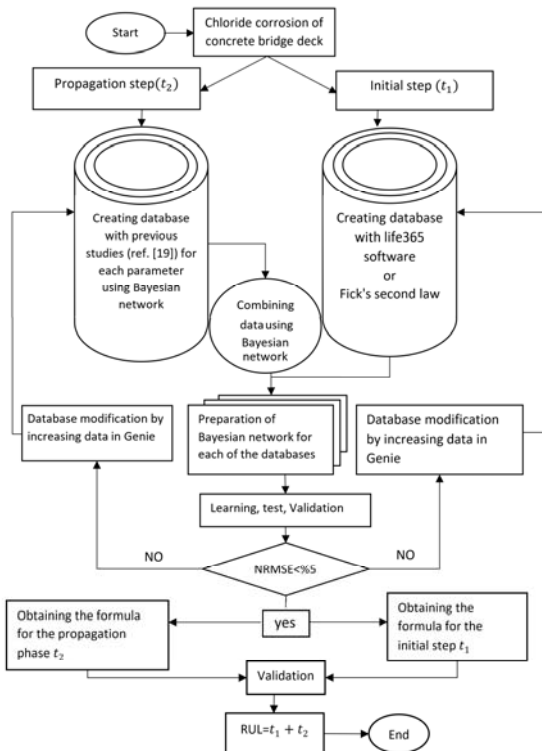 Start
Chloride corrosion of
concrete bridge deck
Propagation step(t₂)
Initial step (t₁)
Creating database
with previous
studies (ref. [19]) for
each parameter
using Bayesian
network
Creating database
with life365
software
or
Fick's second law
Combining
data using
Bayesian
network
Database modification by
increasing data in Genie
Preparation of
Bayesian network for
each of the databases
Database modification
by increasing data in
Genie
Learning, test, Validation
NO
NRMSE<%5
NO
Obtaining the formula
for the propagation
phase t₂
yes
Obtaining the
formula for the
initial step t₁
Validation
RUL=t₁ + t₂
End